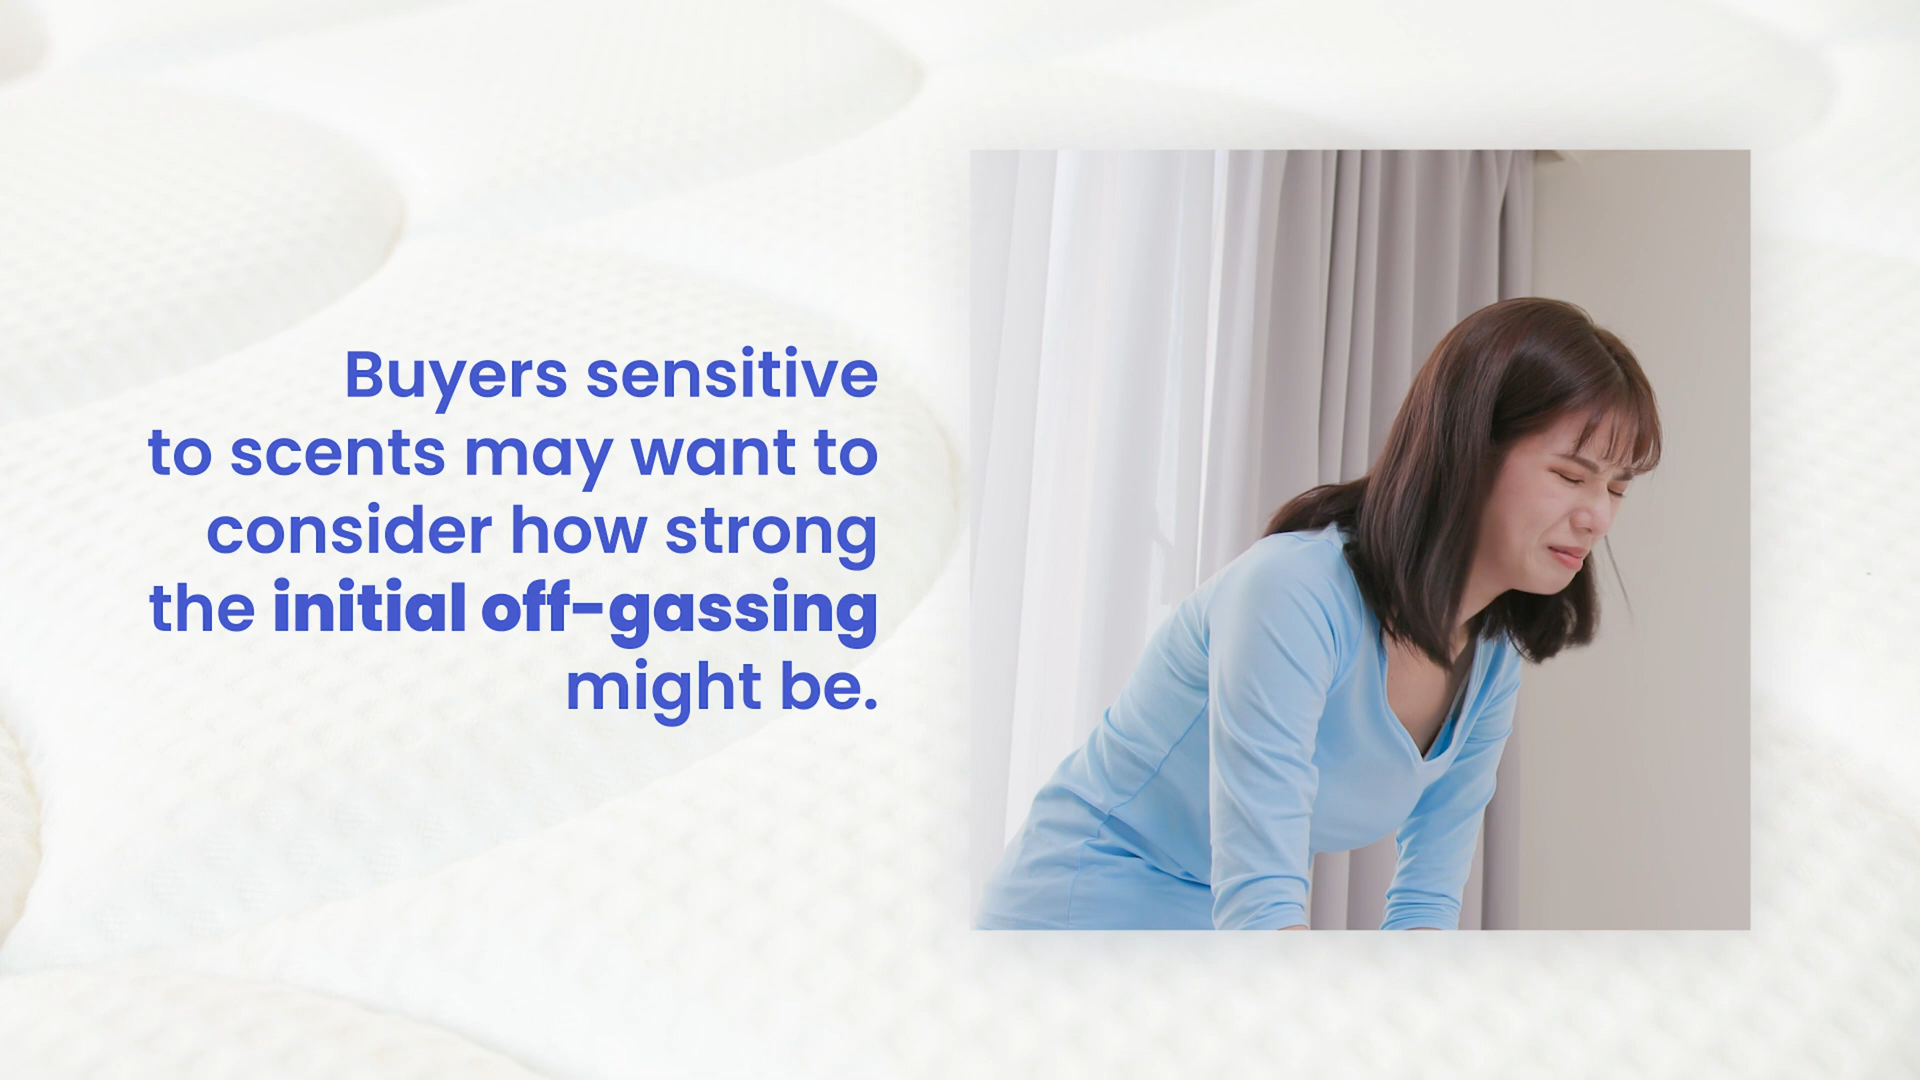 Buyers sensitive
to scents may want to
consider how strong
the initial off-gassing
might be.